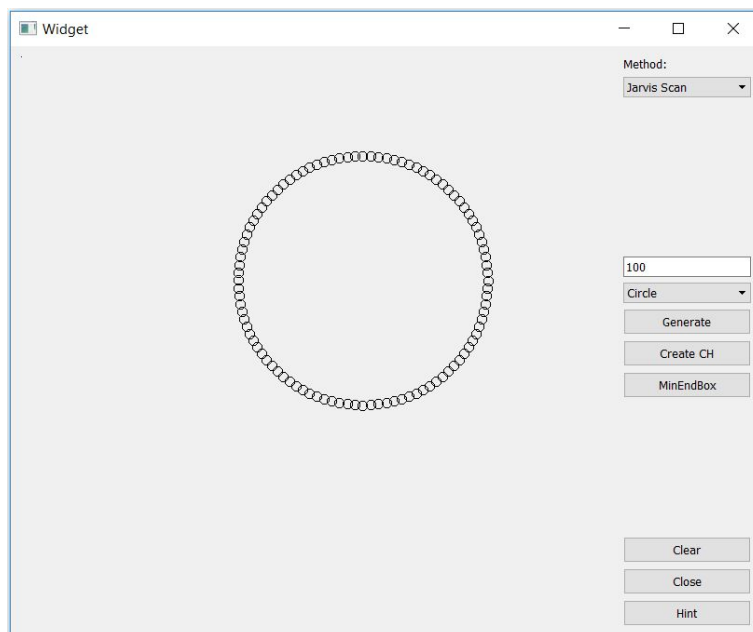 Widget
Method:
Jarvis Scan
100
Circle
Generate
Create CH
MinEndBox
Clear
Close
Hint